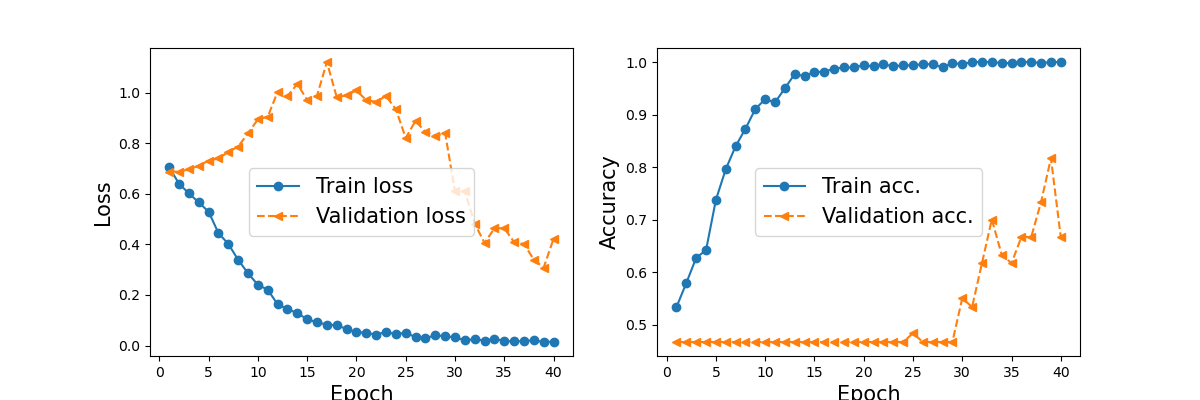 Loss
1.0
0.8
0.6
0.4
0.2
0.0
Train loss
Validation loss
0 5 10 15 20 25 30 35 40
Epoch
Accuracy
1.0
0.9
0.8
0.7
0.6
0.5
Train acc.
Validation acc.
0 5 10 15 20 25 30 35 40
Epoch